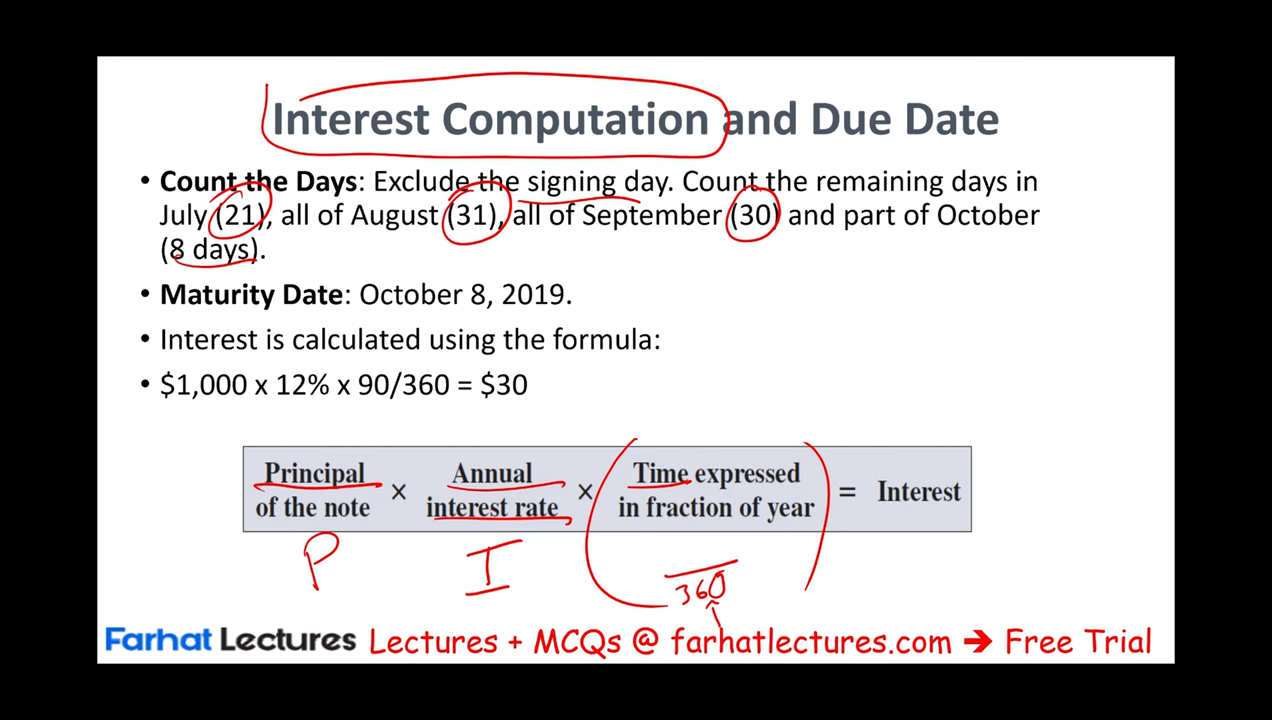 Interest Computation and Due Date
• Count the Days: Exclude the signing day. Count the remaining days in
July (21), all of August (31), all of September (30) and part of October
(8 days).
• Maturity Date: October 8, 2019.
• Interest is calculated using the formula:
• $1,000 x 12% x 90/360 = $30
Principal of the note × Annual interest rate × Time expressed in fraction of year = Interest
P I
360
Farhat Lectures Lectures + MCQs @ farhatlectures.com → Free Trial